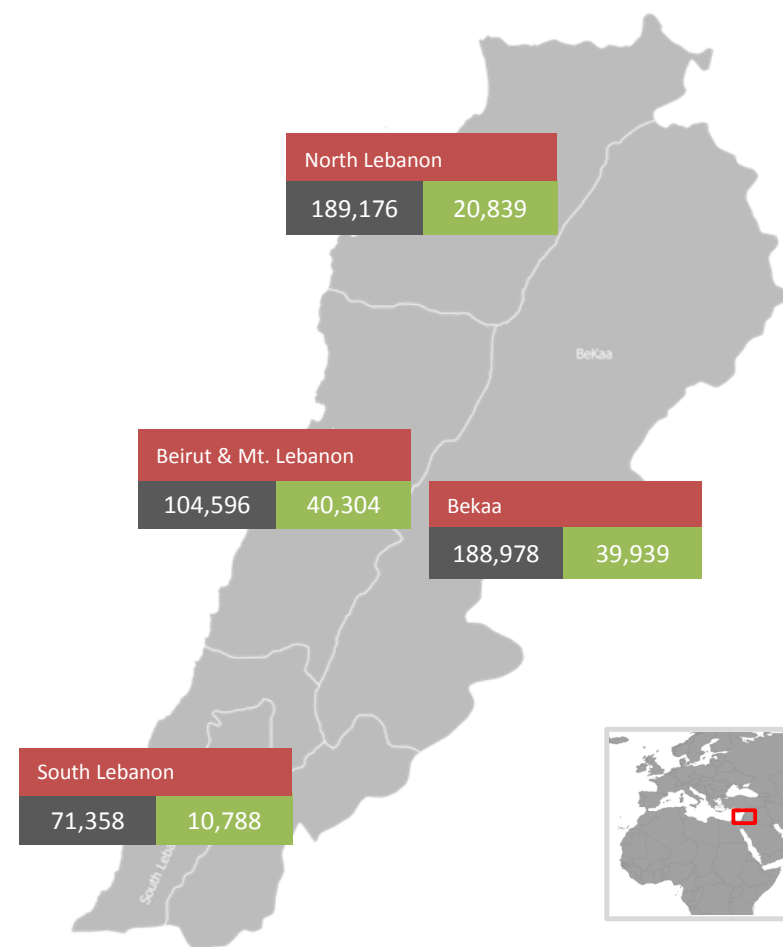 North Lebanon
189,176 20,839
BeKaa
Beirut & Mt. Lebanon
104,596 40,304
Bekaa
188,978 39,939
South Lebanon
71,358 10,788
South